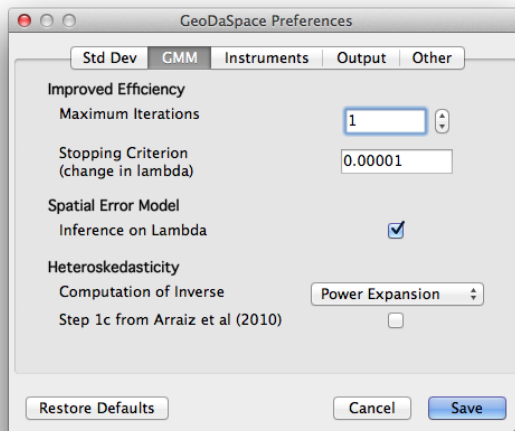 GeoDaSpace Preferences
Std Dev GMM Instruments Output Other
Improved Efficiency
Maximum Iterations 1
Stopping Criterion
(change in lambda) 0.00001
Spatial Error Model
Inference on Lambda
Heteroskedasticity
Computation of Inverse Power Expansion
Step 1c from Arraiz et al (2010)
Restore Defaults Cancel Save